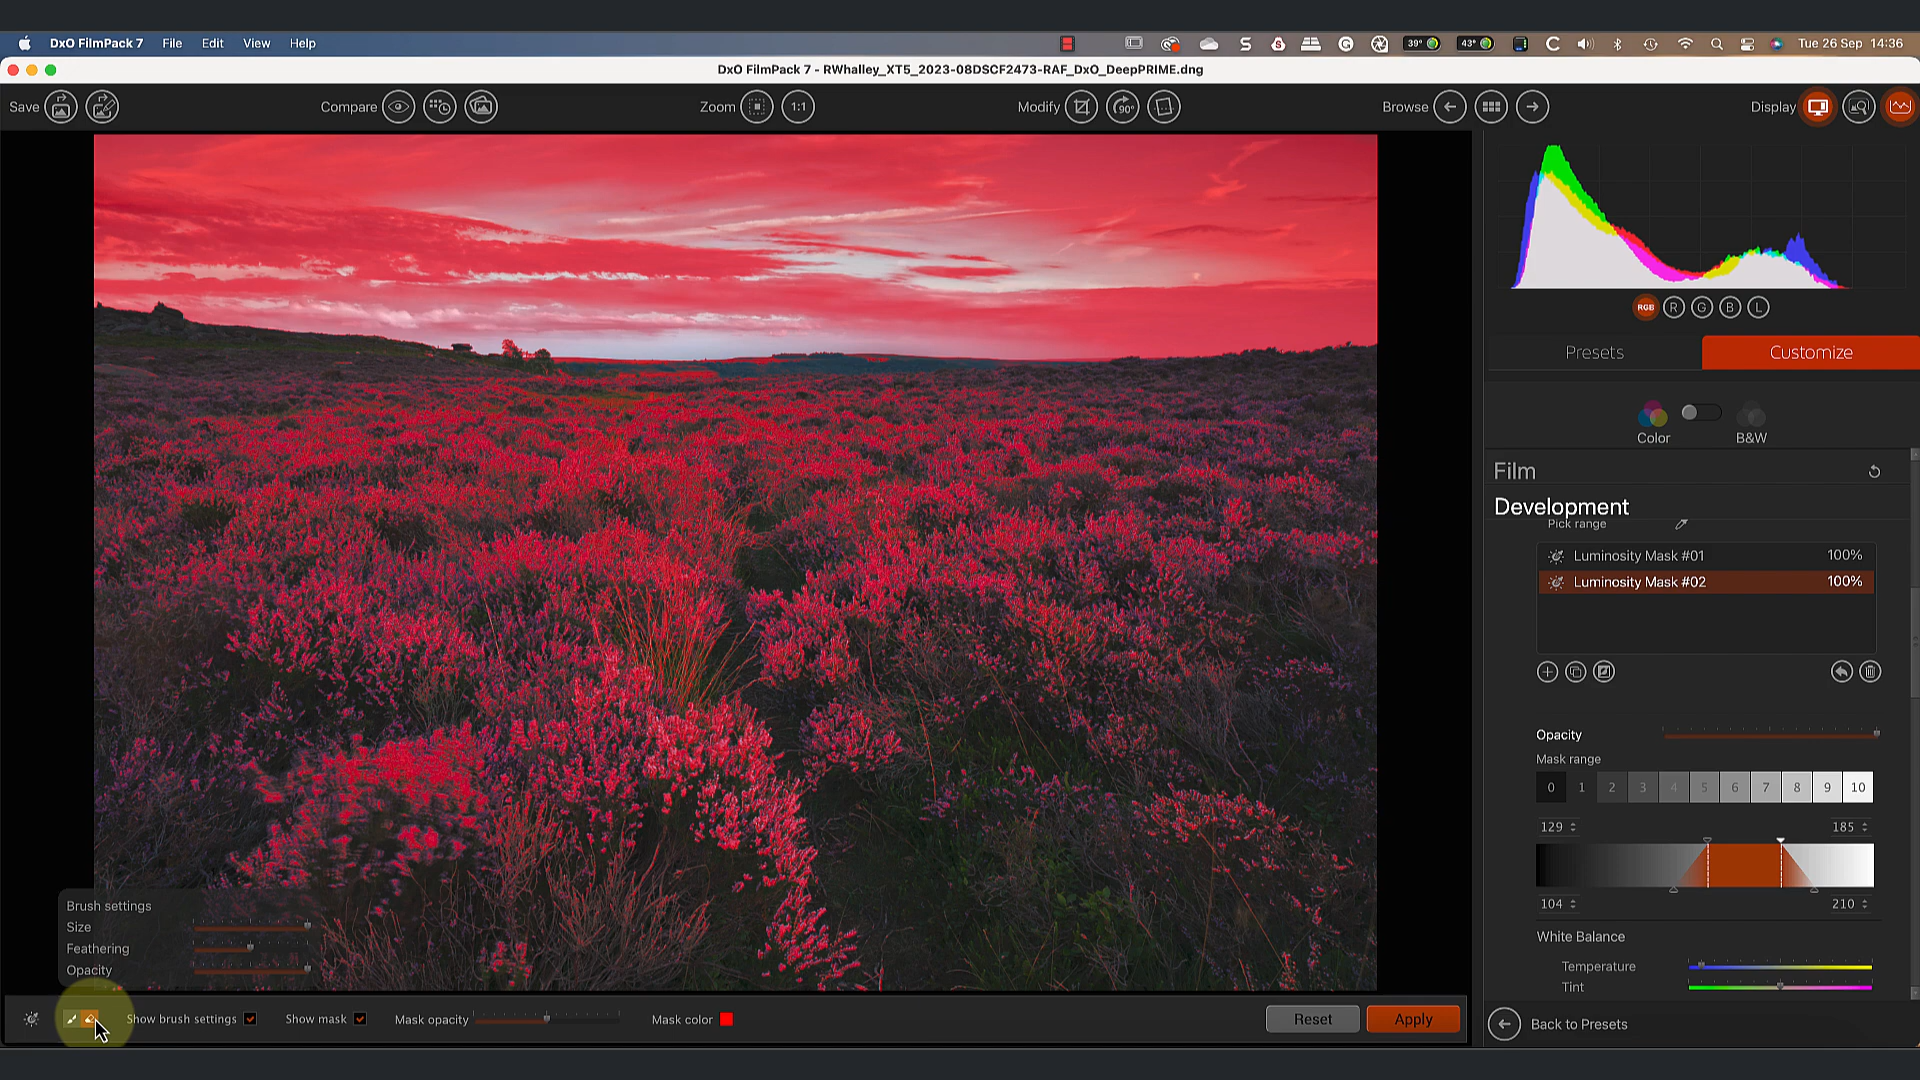 DxO FilmPack 7 File Edit View Help
39° 43° Tue 26 Sep 14:36
DxO FilmPack 7 - RWhalley_XT5_2023-08DSCF2473-RAF_DxO_DeepPRIME.dng
Save Compare Zoom 1:1 Modify 90° Browse Display
RGB R G B L
Presets Customize
Color B&W
Film
Development
Pick range
Luminosity Mask #01 100%
Luminosity Mask #02 100%
Opacity
Mask range
0 1 2 3 4 5 6 7 8 9 10
129 185
104 210
White Balance
Temperature
Tint
Back to Presets
Brush settings
Size
Feathering
Opacity
Show brush settings Show mask Mask opacity Mask color Reset Apply